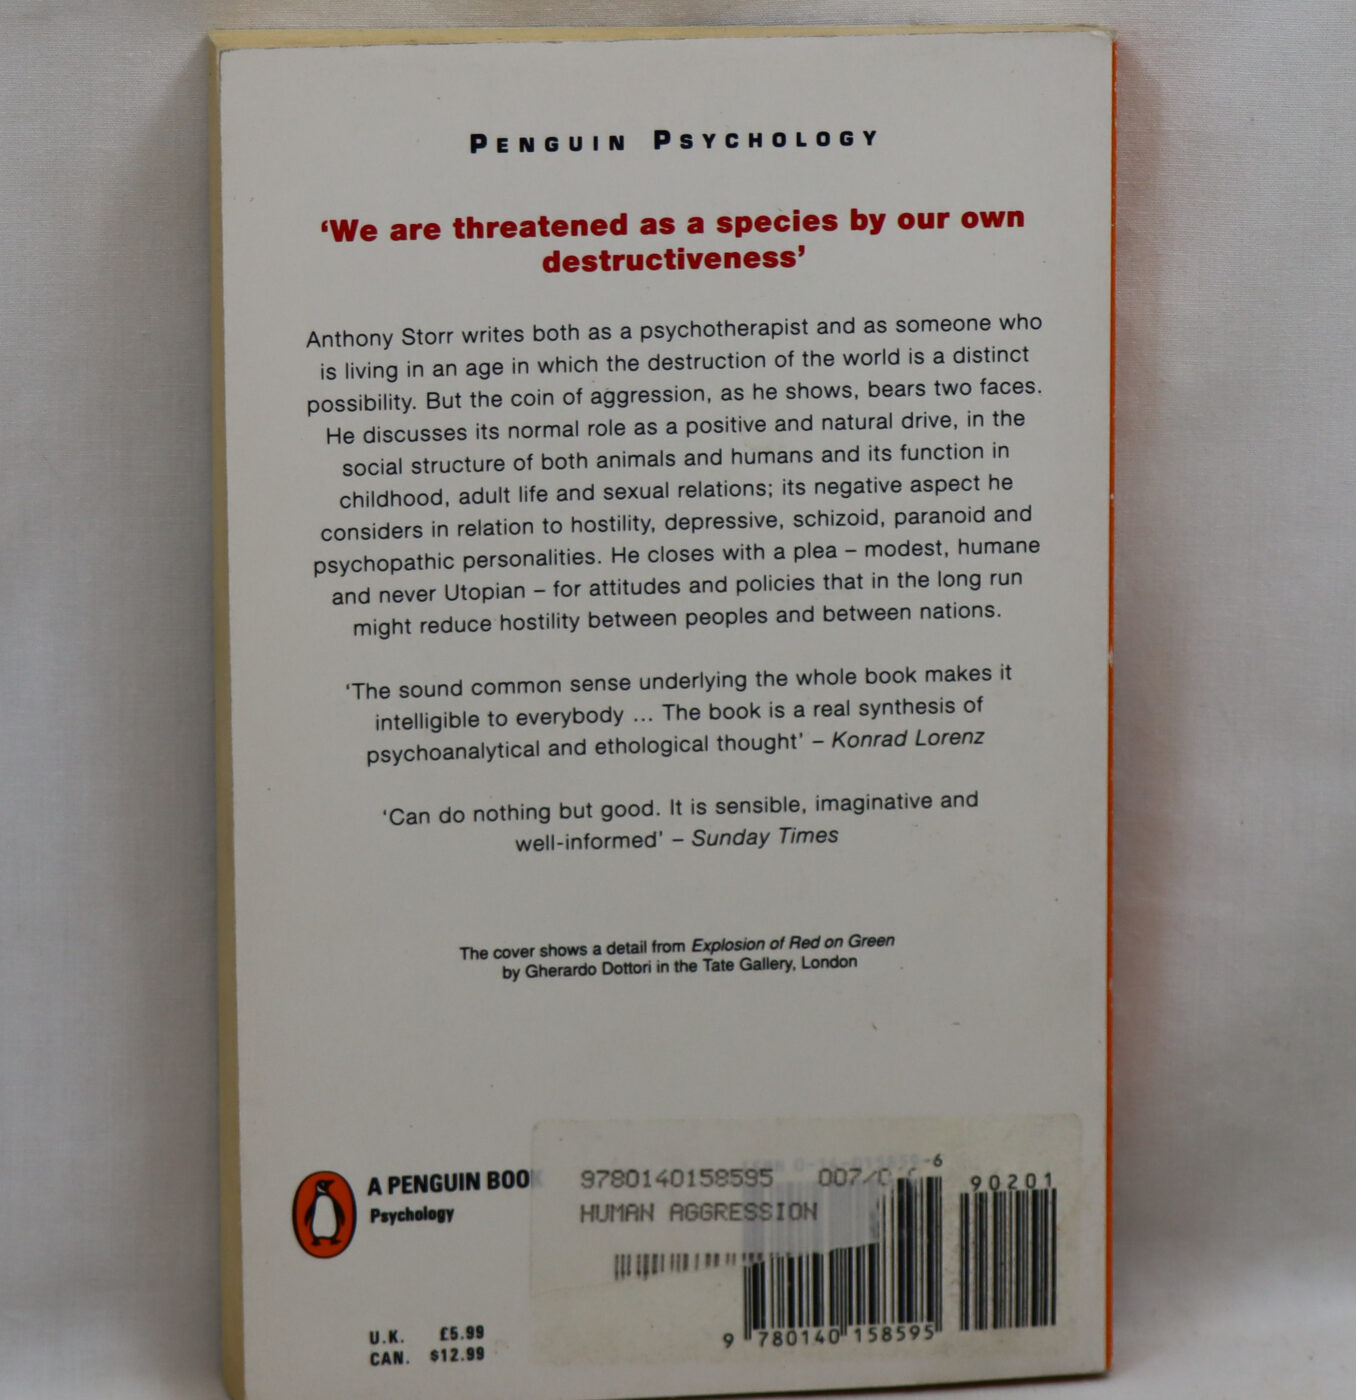 PENGUIN PSYCHOLOGY
‘We are threatened as a species by our own
destructiveness’
Anthony Storr writes both as a psychotherapist and as someone who
is living in an age in which the destruction of the world is a distinct
possibility. But the coin of aggression, as he shows, bears two faces.
He discusses its normal role as a positive and natural drive, in the
social structure of both animals and humans and its function in
childhood, adult life and sexual relations; its negative aspect he
considers in relation to hostility, depressive, schizoid, paranoid and
psychopathic personalities. He closes with a plea – modest, humane
and never Utopian – for attitudes and policies that in the long run
might reduce hostility between peoples and between nations.
‘The sound common sense underlying the whole book makes it
intelligible to everybody ... The book is a real synthesis of
psychoanalytical and ethological thought’ – Konrad Lorenz
‘Can do nothing but good. It is sensible, imaginative and
well-informed’ – Sunday Times
The cover shows a detail from Explosion of Red on Green
by Gherardo Dottori in the Tate Gallery, London
A PENGUIN BOOK
Psychology
9780140158595
HUMAN AGGRESSION
-6
90201
9 780140 158595
U.K. £5.99
CAN. $12.99